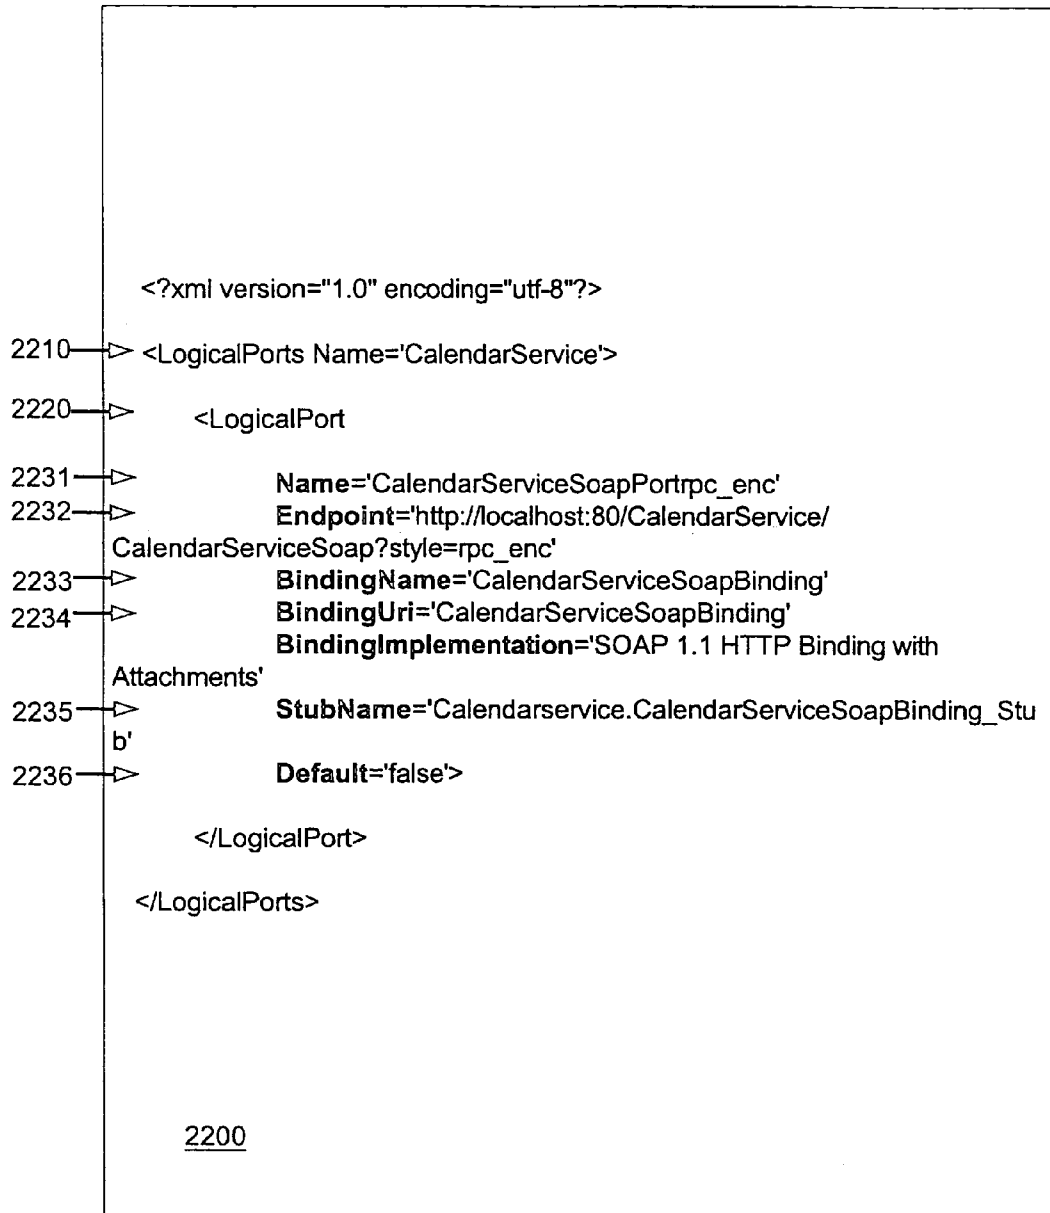 <?xml version="1.0" encoding="utf-8"?>
2210 <LogicalPorts Name='CalendarService'>
2220 <LogicalPort
2231 Name='CalendarServiceSoapPortrpc_enc'
2232 Endpoint='http://localhost:80/CalendarService/
CalendarServiceSoap?style=rpc_enc'
2233 BindingName='CalendarServiceSoapBinding'
2234 BindingUri='CalendarServiceSoapBinding'
BindingImplementation='SOAP 1.1 HTTP Binding with
Attachments'
2235 StubName='Calendarservice.CalendarServiceSoapBinding_Stu
b'
2236 Default='false'>
</LogicalPort>
</LogicalPorts>
2200